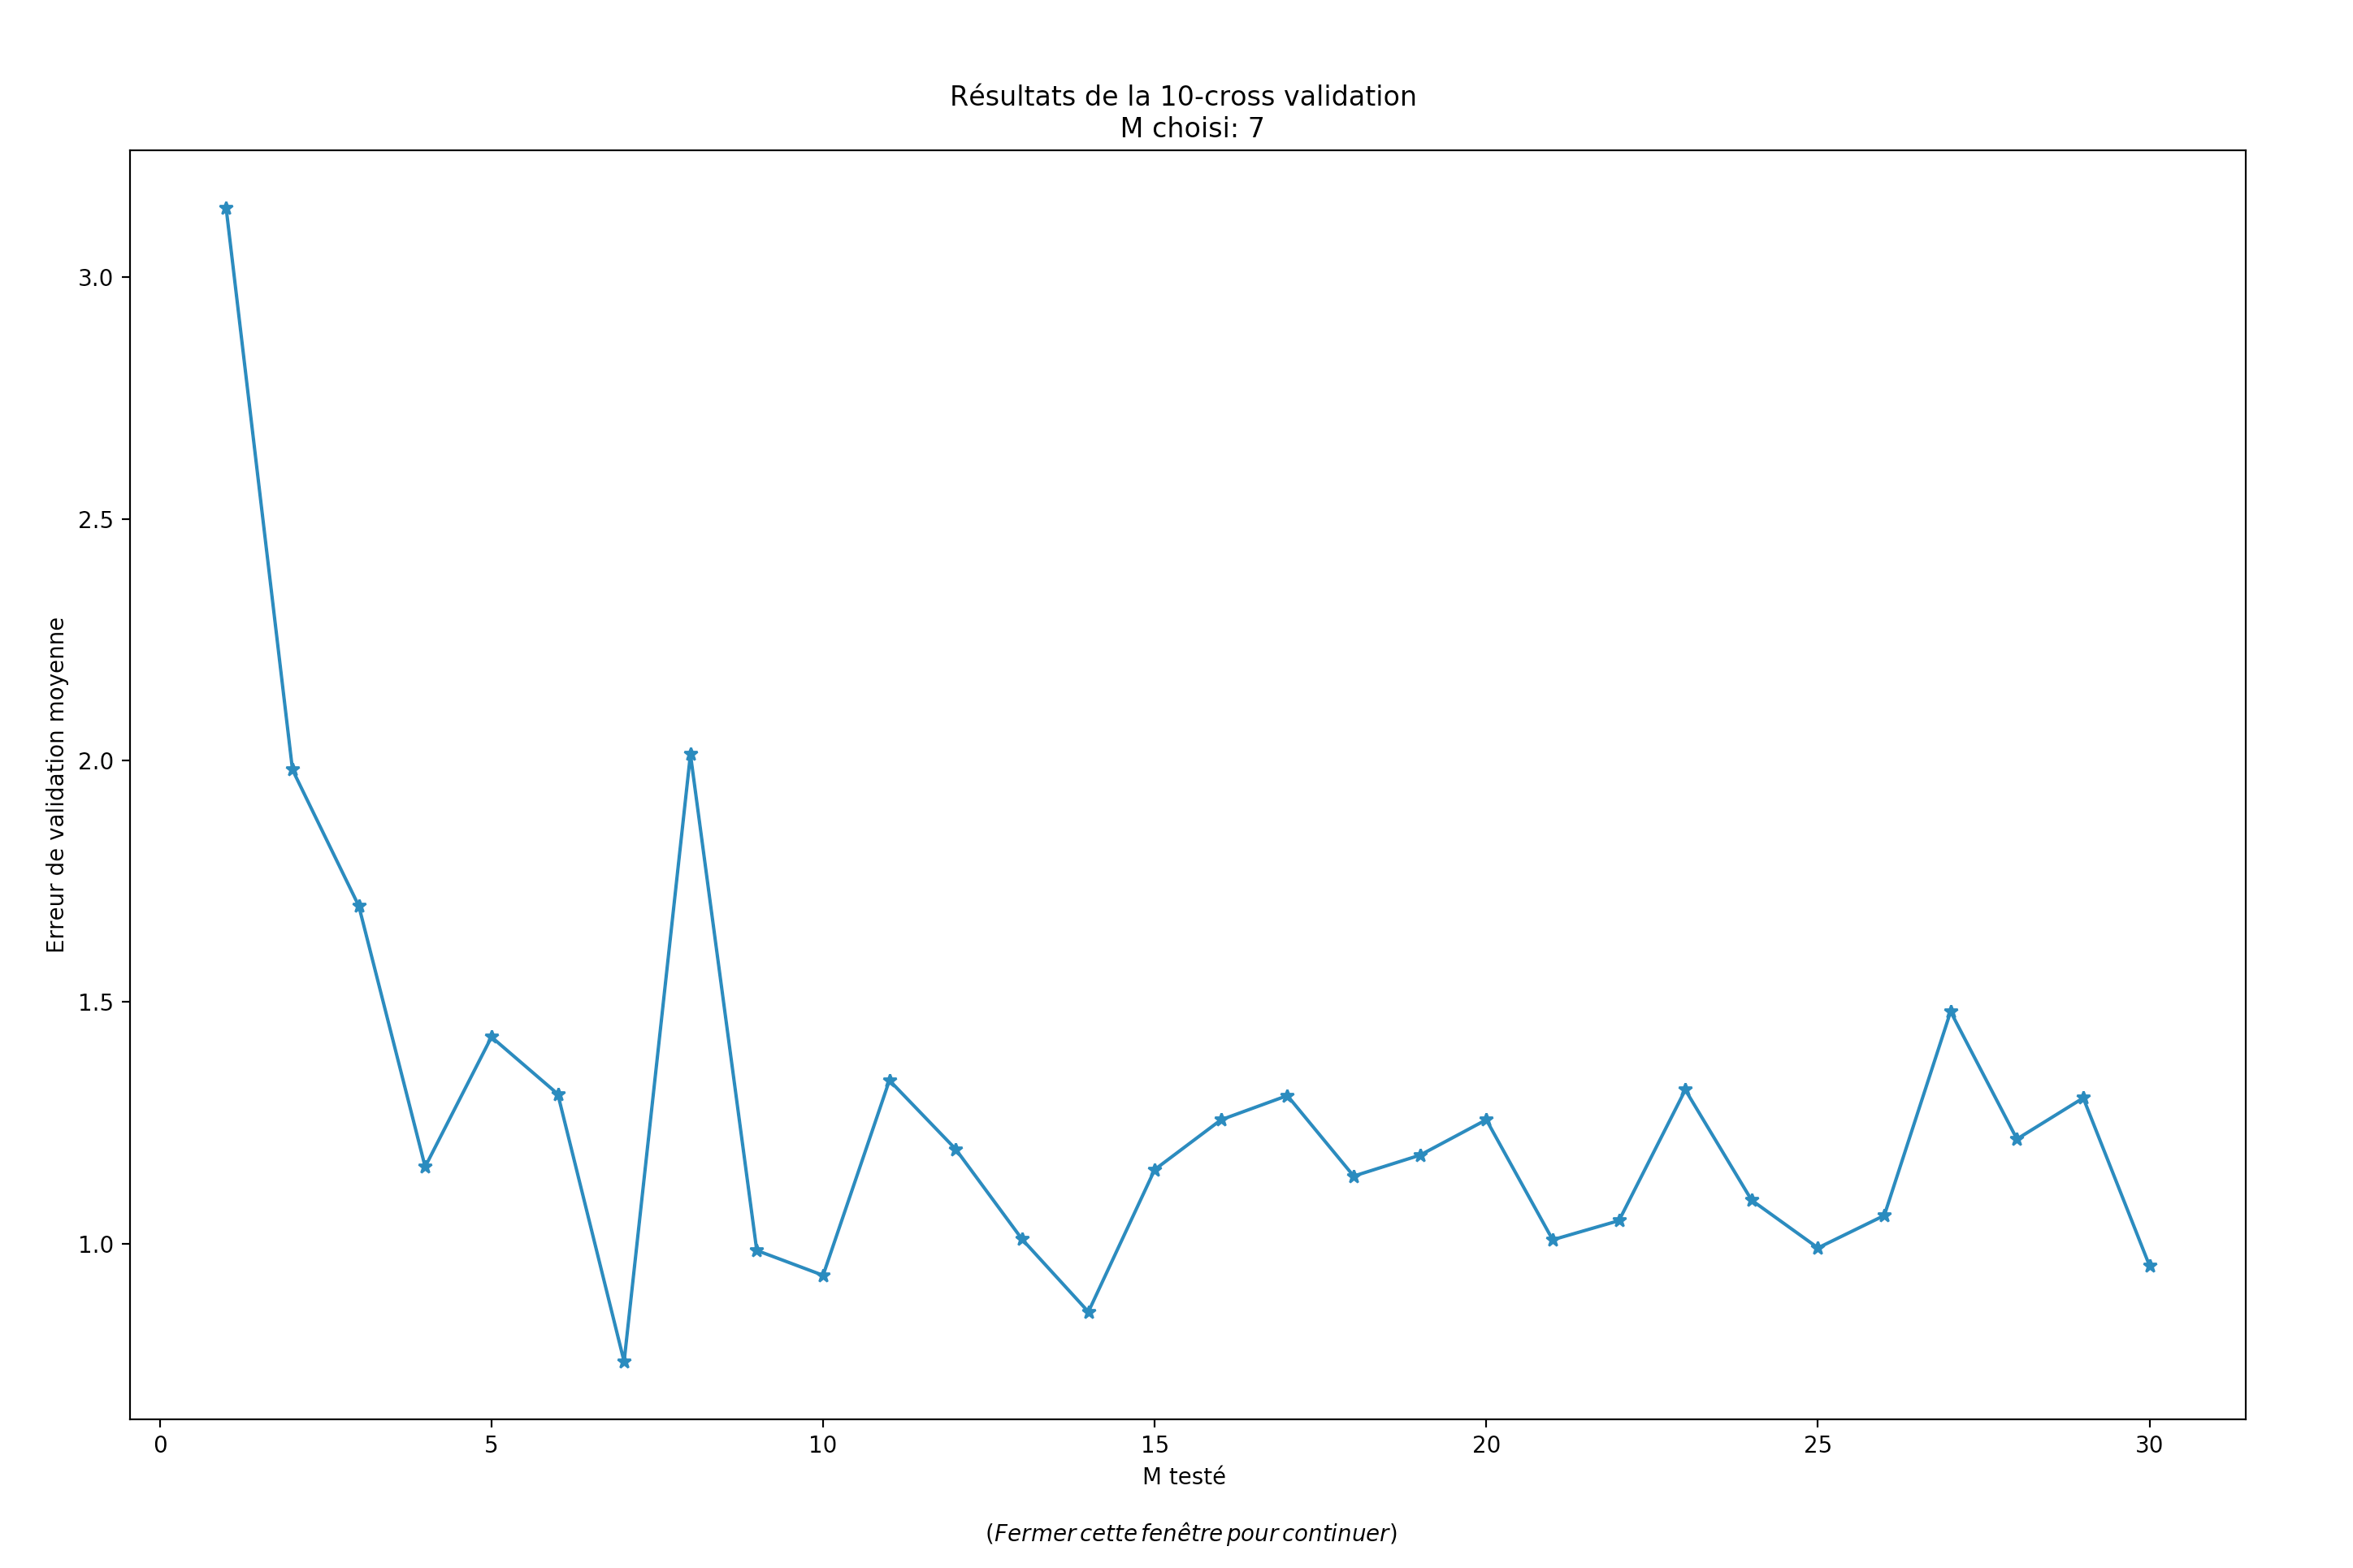 Résultats de la 10-cross validation
M choisi: 7
Erreur de validation moyenne
3.0
2.5
2.0
1.5
1.0
0 5 10 15 20 25 30
M testé
(Fermer cette fenêtre pour continuer)